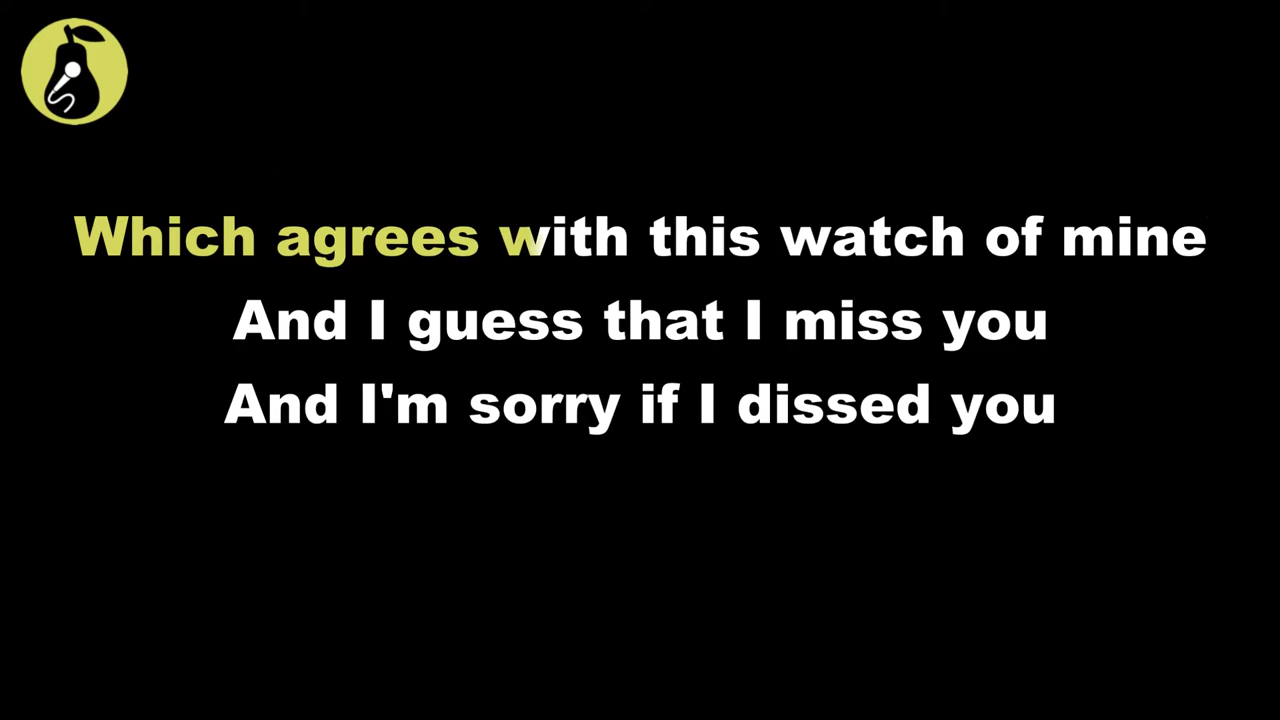 Which agrees with this watch of mine
And I guess that I miss you
And I'm sorry if I dissed you